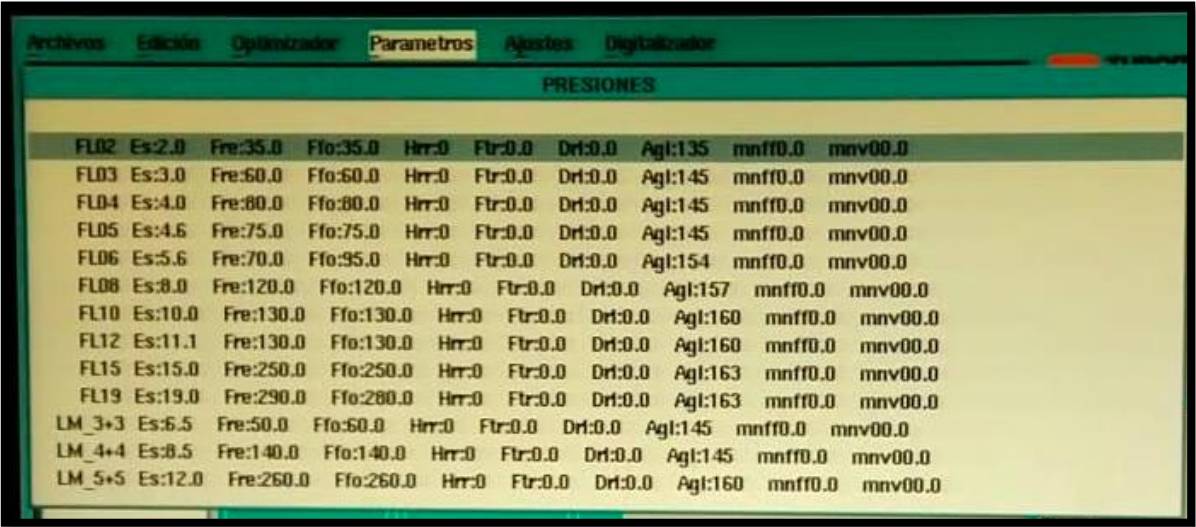 Archivos Edición Optimizador Parametros Ajustes Digitalizador
PRESIONES
FL02 Es:2.0 Fre:35.0 Ffo:35.0 Hrr:0 Ftr:0.0 Drl:0.0 Agl:135 mnff0.0 mnv00.0
FL03 Es:3.0 Fre:60.0 Ffo:60.0 Hrr:0 Ftr:0.0 Drl:0.0 Agl:145 mnff0.0 mnv00.0
FL04 Es:4.0 Fre:80.0 Ffo:80.0 Hrr:0 Ftr:0.0 Drl:0.0 Agl:145 mnff0.0 mnv00.0
FL05 Es:4.6 Fre:75.0 Ffo:75.0 Hrr:0 Ftr:0.0 Drl:0.0 Agl:145 mnff0.0 mnv00.0
FL06 Es:5.6 Fre:70.0 Ffo:95.0 Hrr:0 Ftr:0.0 Drl:0.0 Agl:154 mnff0.0 mnv00.0
FL08 Es:8.0 Fre:120.0 Ffo:120.0 Hrr:0 Ftr:0.0 Drl:0.0 Agl:157 mnff0.0 mnv00.0
FL10 Es:10.0 Fre:130.0 Ffo:130.0 Hrr:0 Ftr:0.0 Drl:0.0 Agl:160 mnff0.0 mnv00.0
FL12 Es:11.1 Fre:130.0 Ffo:130.0 Hrr:0 Ftr:0.0 Drl:0.0 Agl:160 mnff0.0 mnv00.0
FL15 Es:15.0 Fre:250.0 Ffo:250.0 Hrr:0 Ftr:0.0 Drl:0.0 Agl:163 mnff0.0 mnv00.0
FL19 Es:19.0 Fre:290.0 Ffo:280.0 Hrr:0 Ftr:0.0 Drl:0.0 Agl:163 mnff0.0 mnv00.0
LM_3+3 Es:6.5 Fre:50.0 Ffo:60.0 Hrr:0 Ftr:0.0 Drl:0.0 Agl:145 mnff0.0 mnv00.0
LM_4+4 Es:8.5 Fre:140.0 Ffo:140.0 Hrr:0 Ftr:0.0 Drl:0.0 Agl:145 mnff0.0 mnv00.0
LM_5+5 Es:12.0 Fre:260.0 Ffo:260.0 Hrr:0 Ftr:0.0 Drl:0.0 Agl:160 mnff0.0 mnv00.0